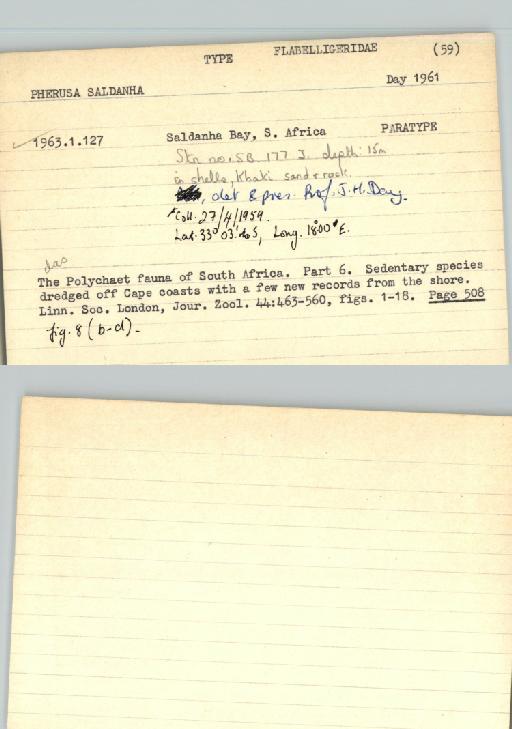 TYPE FLABELLIGERIDAE (59)
PHERUSA SALDANHA Day 1961
1963.1.127 Saldanha Bay, S. Africa PARATYPE
Stn no. SB 177 J. depth: 15m
in shells, khaki sand & rock.
, det & pres. Prof. J.H. Day.
Coll. 27/4/1959.
Lat. 33° 03. S, Long. E.
das
The Polychaet fauna of South Africa. Part 6. Sedentary species
dredged off Cape coasts with a few new records from the shore.
Linn. Soc. London, Jour. Zool. 44:463-560, figs. 1-18. Page 508
fig. 8 (b-d).